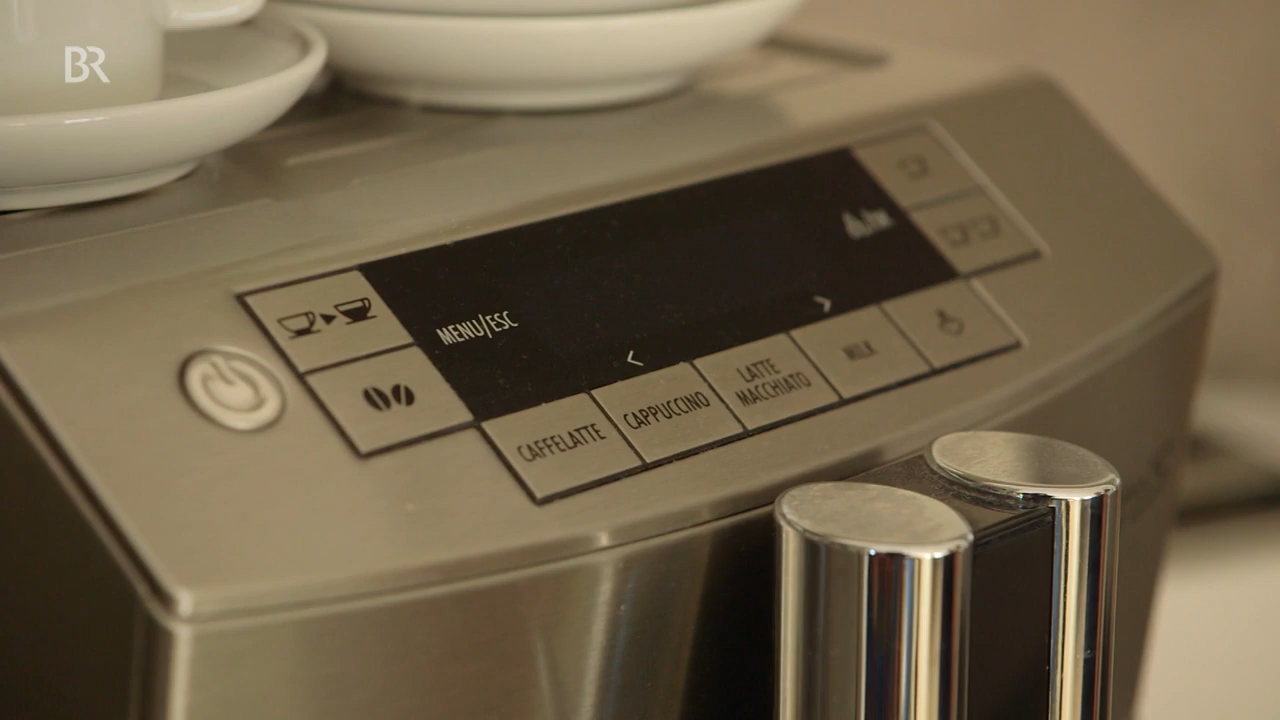 BR
MENU/ESC
<
>
CAFFELATTE
CAPPUCCINO
LATTE
MACCHIATO
MILK